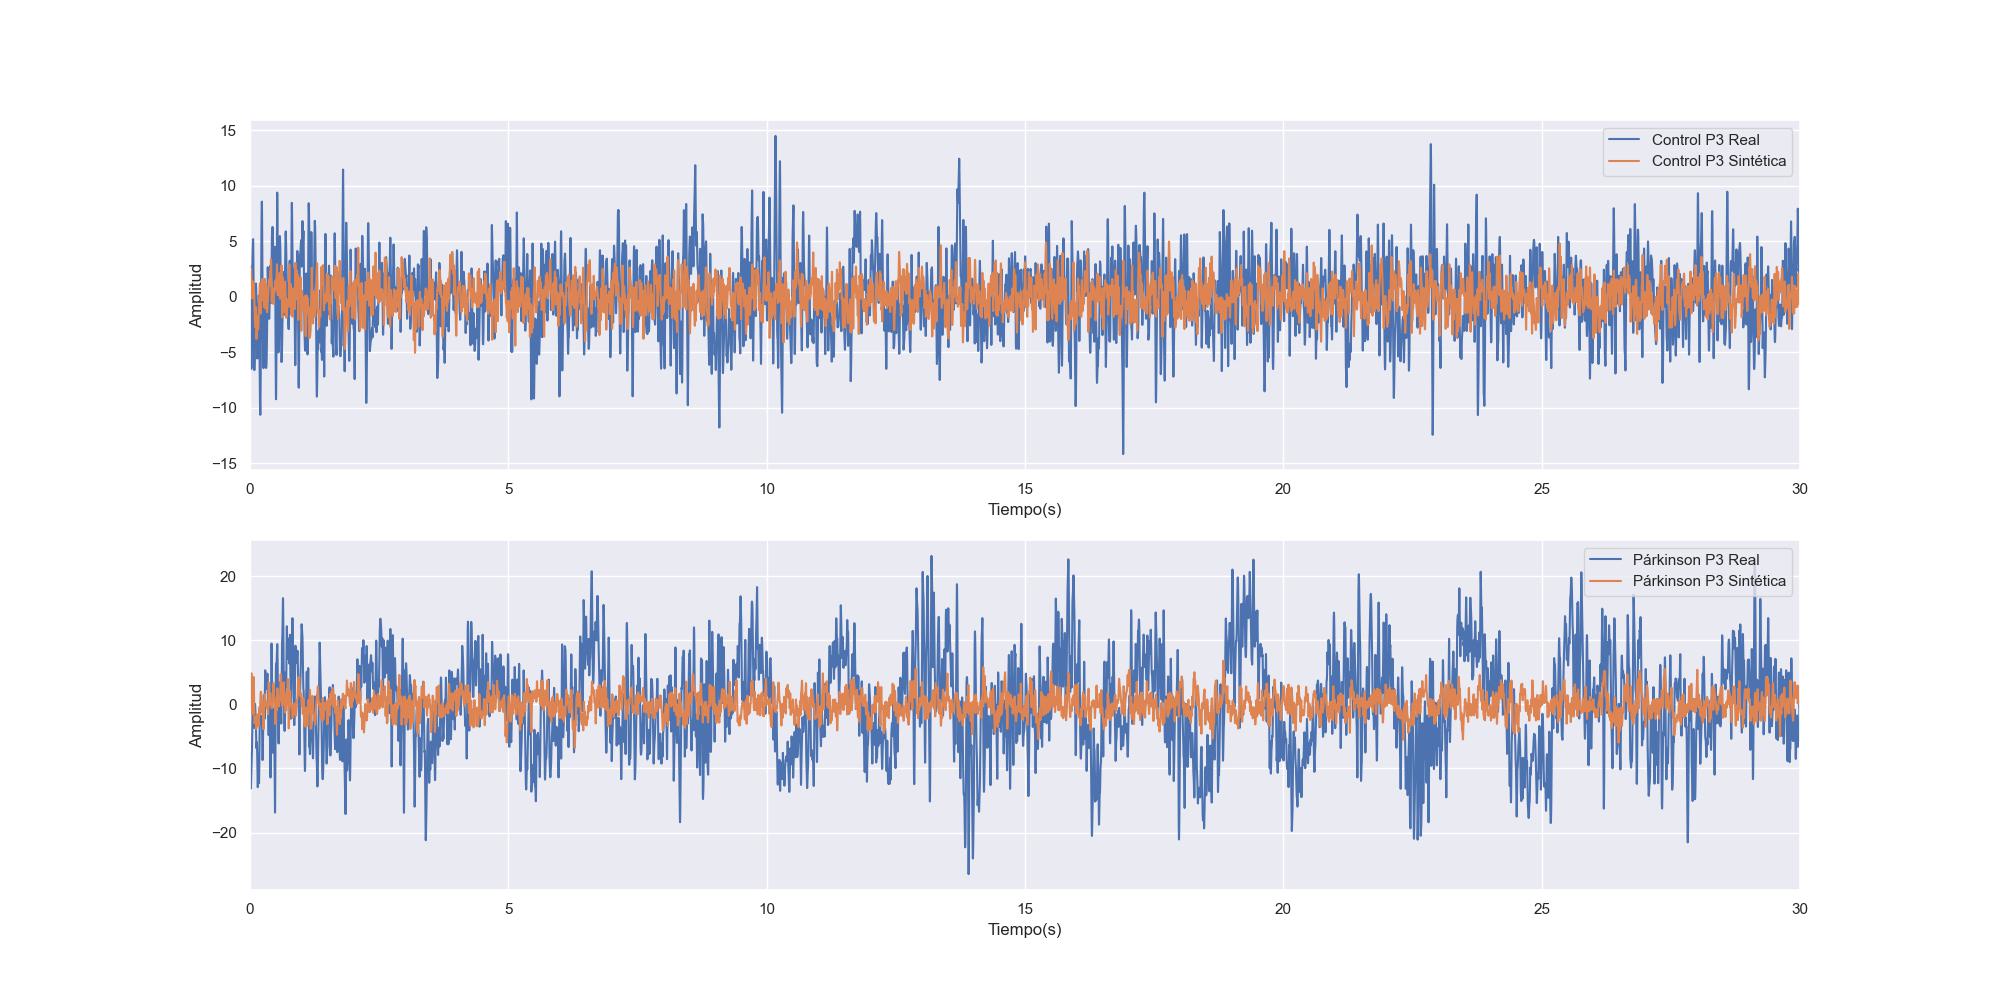 15
10
5
0
−5
−10
−15
Amplitud
Control P3 Real
Control P3 Sintética
0 5 10 15 20 25 30
Tiempo(s)
20
10
0
−10
−20
Amplitud
Párkinson P3 Real
Párkinson P3 Sintética
0 5 10 15 20 25 30
Tiempo(s)